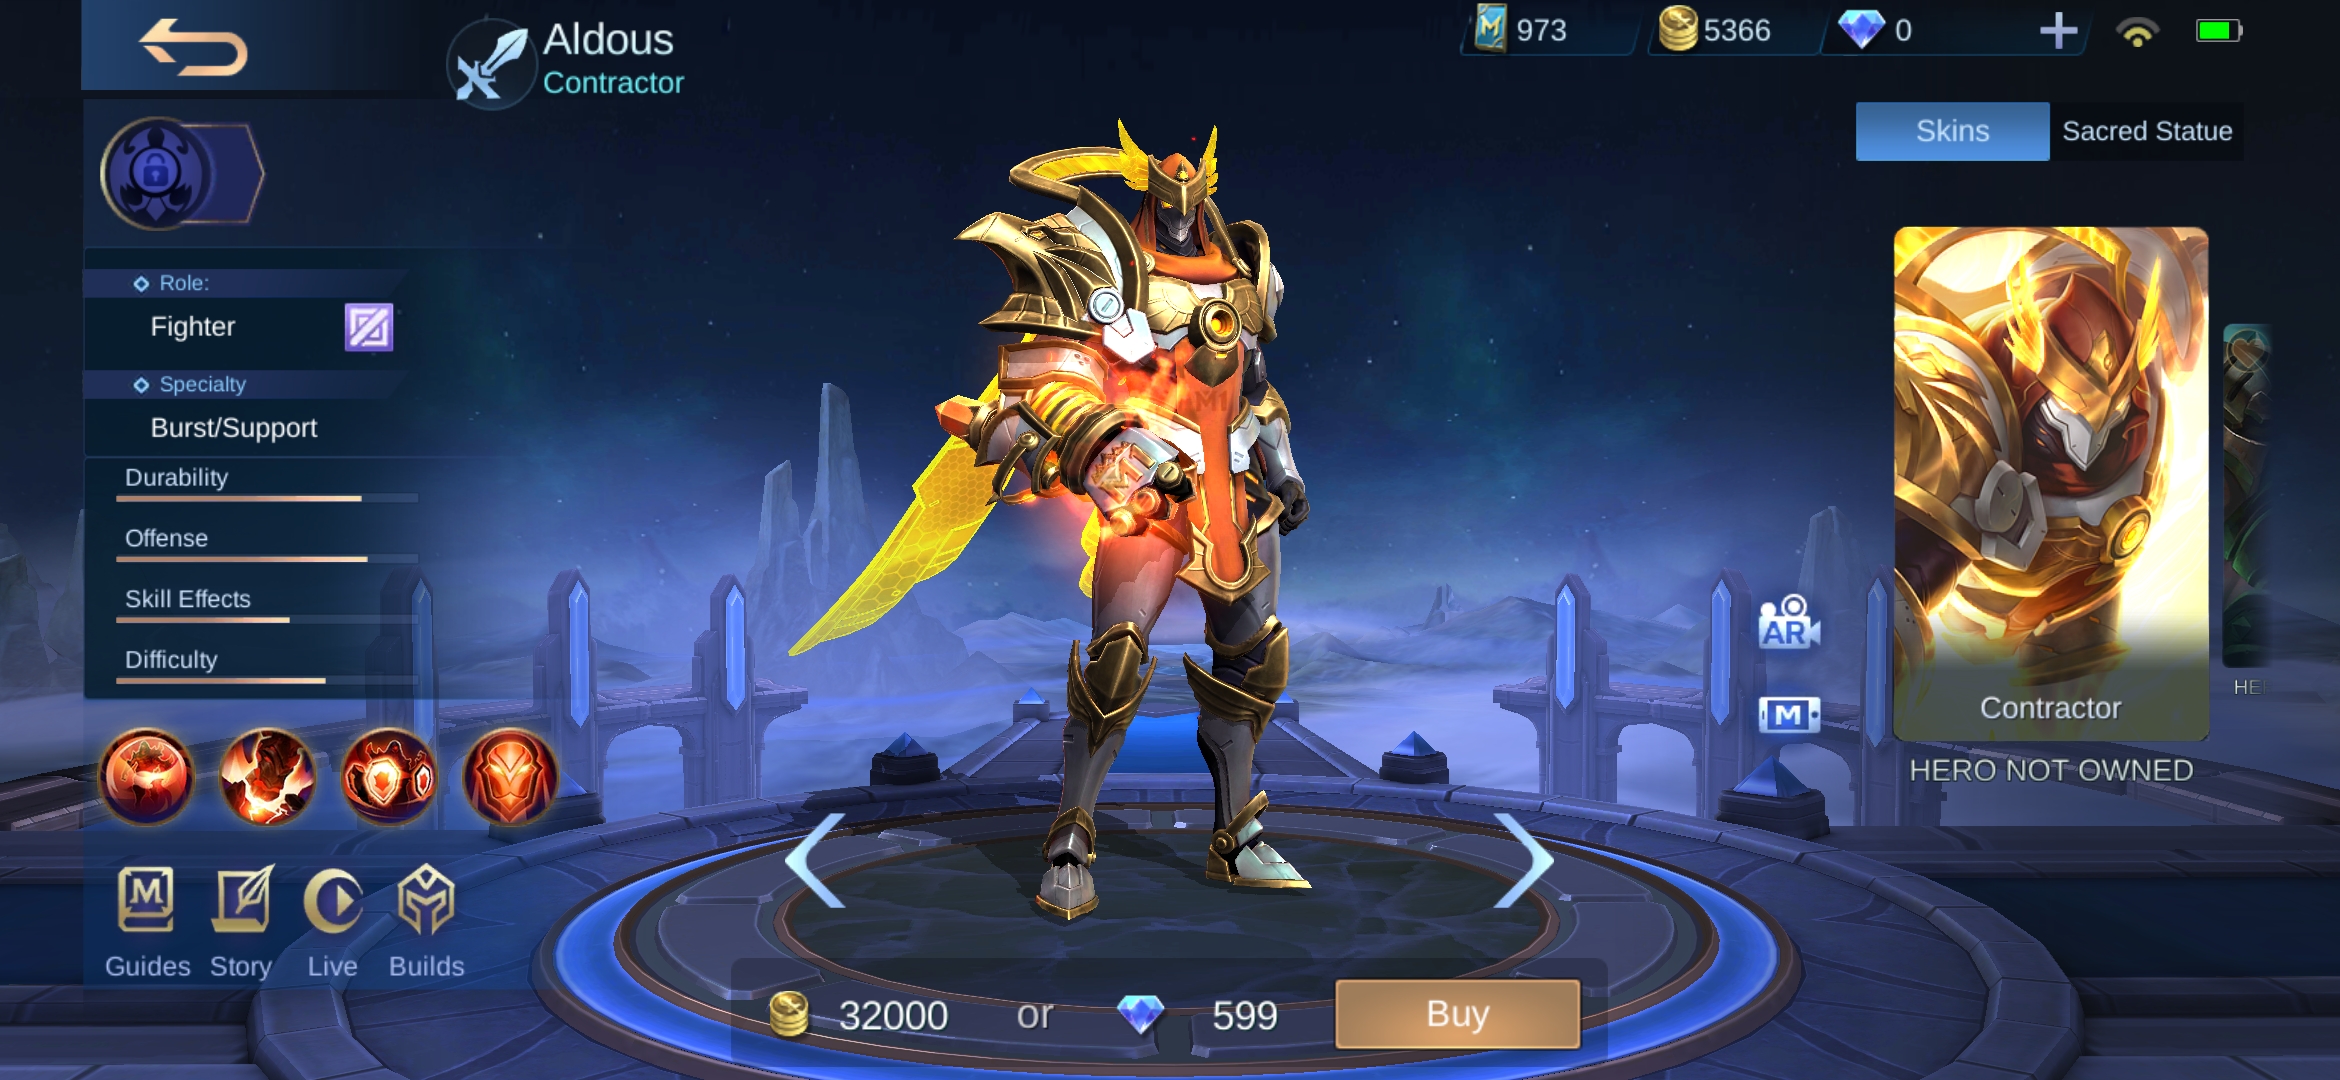 Aldous
Contractor
973
5366
0
Skins
Sacred Statue
Role:
Fighter
Specialty
Burst/Support
Durability
Offense
Skill Effects
Difficulty
AR
M
Contractor
HERO NOT OWNED
HE
M
Guides
Story
Live
Builds
32000 or 599
Buy